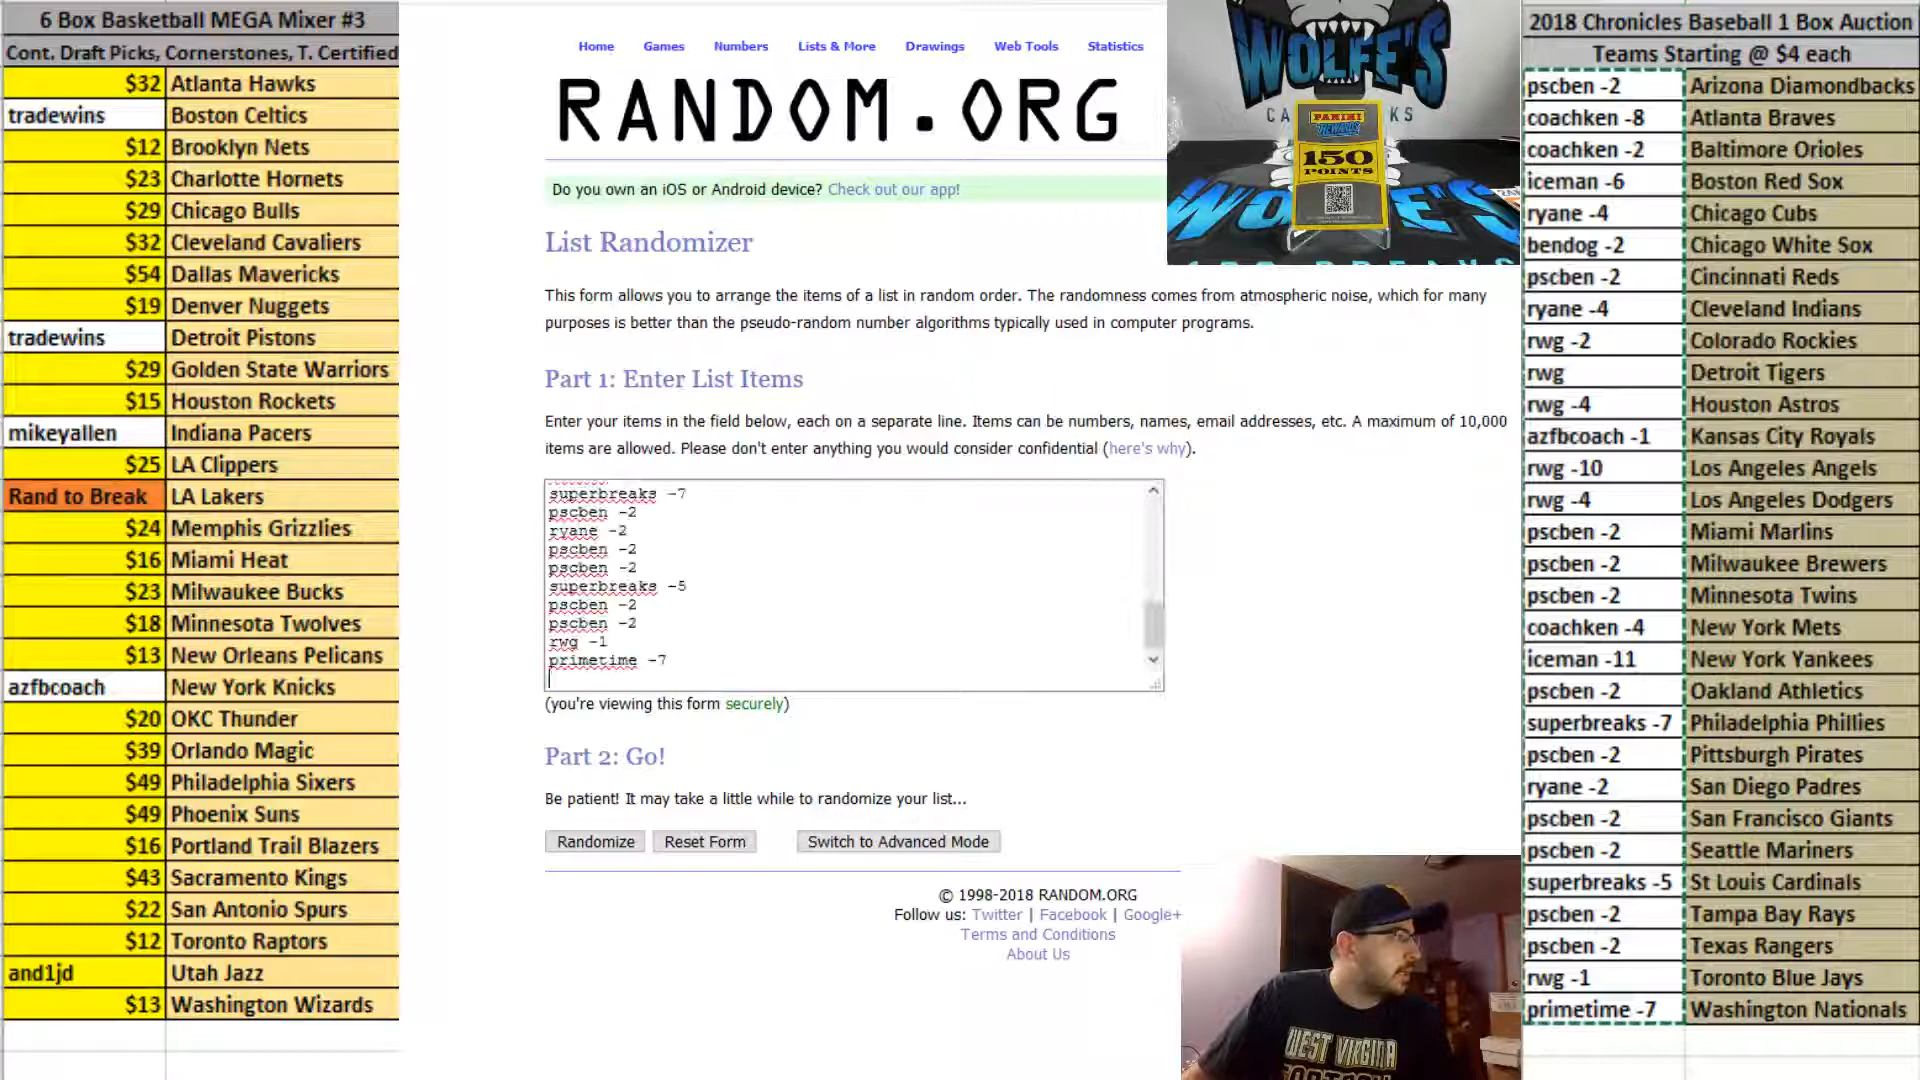 6 Box Basketball MEGA Mixer #3
Cont. Draft Picks, Cornerstones, T. Certified
$32 Atlanta Hawks
tradewins Boston Celtics
$12 Brooklyn Nets
$23 Charlotte Hornets
$29 Chicago Bulls
$32 Cleveland Cavaliers
$54 Dallas Mavericks
$19 Denver Nuggets
tradewins Detroit Pistons
$29 Golden State Warriors
$15 Houston Rockets
mikeyallen Indiana Pacers
$25 LA Clippers
Rand to Break LA Lakers
$24 Memphis Grizzlies
$16 Miami Heat
$23 Milwaukee Bucks
$18 Minnesota Twolves
$13 New Orleans Pelicans
azfbcoach New York Knicks
$20 OKC Thunder
$39 Orlando Magic
$49 Philadelphia Sixers
$49 Phoenix Suns
$16 Portland Trail Blazers
$43 Sacramento Kings
$22 San Antonio Spurs
$12 Toronto Raptors
and1jd Utah Jazz
$13 Washington Wizards
Home Games Numbers Lists & More Drawings Web Tools Statistics
RANDOM.ORG
Do you own an iOS or Android device? Check out our app!
List Randomizer
This form allows you to arrange the items of a list in random order. The randomness comes from atmospheric noise, which for many
purposes is better than the pseudo-random number algorithms typically used in computer programs.
Part 1: Enter List Items
Enter your items in the field below, each on a separate line. Items can be numbers, names, email addresses, etc. A maximum of 10,000
items are allowed. Please don't enter anything you would consider confidential (here's why).
superbreaks -7
pscben -2
ryane -2
pscben -2
pscben -2
superbreaks -5
pscben -2
pscben -2
rwg -1
primetime -7
(you're viewing this form securely)
Part 2: Go!
Be patient! It may take a little while to randomize your list...
Randomize Reset Form Switch to Advanced Mode
© 1998-2018 RANDOM.ORG
Follow us: Twitter | Facebook | Google+
Terms and Conditions
About Us
WOLFE'S
PANINI
REWARDS
150
POINTS
WEST VIRGINIA
2018 Chronicles Baseball 1 Box Auction
Teams Starting @ $4 each
pscben -2 Arizona Diamondbacks
coachken -8 Atlanta Braves
coachken -2 Baltimore Orioles
iceman -6 Boston Red Sox
ryane -4 Chicago Cubs
bendog -2 Chicago White Sox
pscben -2 Cincinnati Reds
ryane -4 Cleveland Indians
rwg -2 Colorado Rockies
rwg Detroit Tigers
rwg -4 Houston Astros
azfbcoach -1 Kansas City Royals
rwg -10 Los Angeles Angels
rwg -4 Los Angeles Dodgers
pscben -2 Miami Marlins
pscben -2 Milwaukee Brewers
pscben -2 Minnesota Twins
coachken -4 New York Mets
iceman -11 New York Yankees
pscben -2 Oakland Athletics
superbreaks -7 Philadelphia Phillies
pscben -2 Pittsburgh Pirates
ryane -2 San Diego Padres
pscben -2 San Francisco Giants
pscben -2 Seattle Mariners
superbreaks -5 St Louis Cardinals
pscben -2 Tampa Bay Rays
pscben -2 Texas Rangers
rwg -1 Toronto Blue Jays
primetime -7 Washington Nationals